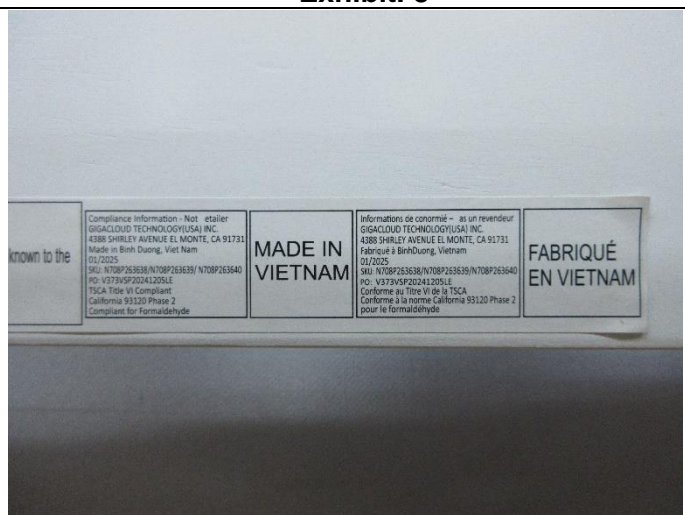 known to the
Compliance Information - Not etailer
GIGACLOUD TECHNOLOGY(USA) INC.
4388 SHIRLEY AVENUE EL MONTE, CA 91731
Made in Binh Duong, Viet Nam
01/2025
SKU: N708P263638/N708P263639/ N708P263640
PO: V373VSP20241205LE
TSCA Title VI Compliant
California 93120 Phase 2
Compliant for Formaldehyde
MADE IN
VIETNAM
Informations de conormié – as un revendeur
GIGACLOUD TECHNOLOGY(USA) INC.
4388 SHIRLEY AVENUE EL MONTE, CA 91731
Fabriqué à BinhDuong, Vietnam
01/2025
SKU: N708P263638/N708P263639/N708P263640
PO: V373VSP20241205LE
Conforme au Titre VI de la TSCA
Conforme à la norme California 93120 Phase 2
pour le formaldéhyde
FABRIQUÉ
EN VIETNAM